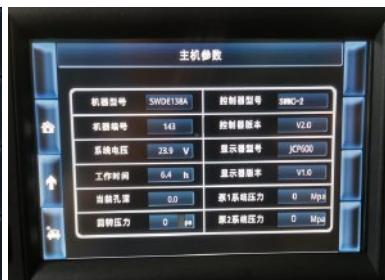 主机参数
机器型号 SWDE138A 控制器型号 SWMC-2
机器编号 143 控制器版本 V2.0
系统电压 23.9 V 显示器型号 JCP600
工作时间 6.4 h 显示器版本 V1.0
当前孔深 0.0 泵1系统压力 0 Mpa
回转压力 0 泵2系统压力 0 Mpa